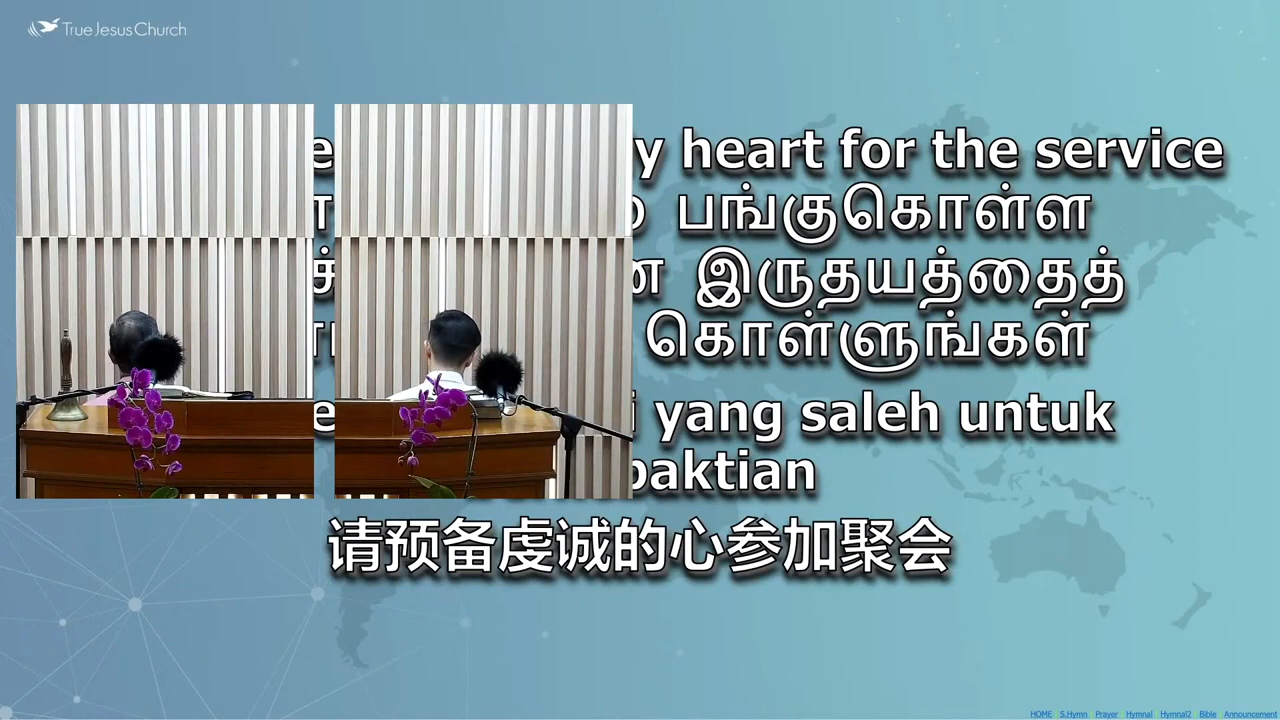 True Jesus Church
heart for the service
பங்குகொள்ள
இருதயத்தைத்
கொள்ளுங்கள்
yang saleh untuk
baktian
请预备虔诚的心参加聚会
HOME S.Hymn Prayer Hymnal Hymnal2 Bible Announcement